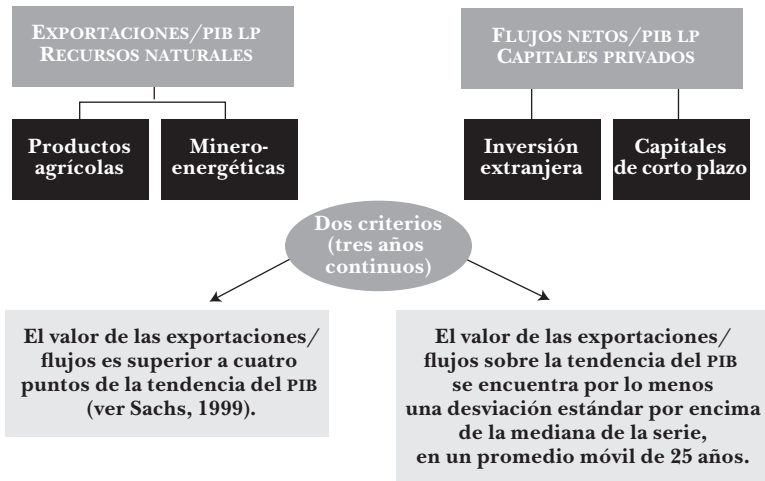 EXPORTACIONES/PIB LP
RECURSOS NATURALES
FLUJOS NETOS/PIB LP
CAPITALES PRIVADOS
Productos
agrícolas
Minero-
energéticas
Inversión
extranjera
Capitales
de corto plazo
Dos criterios
(tres años
continuos)
El valor de las exportaciones/
flujos es superior a cuatro
puntos de la tendencia del PIB
(ver Sachs, 1999).
El valor de las exportaciones/
flujos sobre la tendencia del PIB
se encuentra por lo menos
una desviación estándar por encima
de la mediana de la serie,
en un promedio móvil de 25 años.